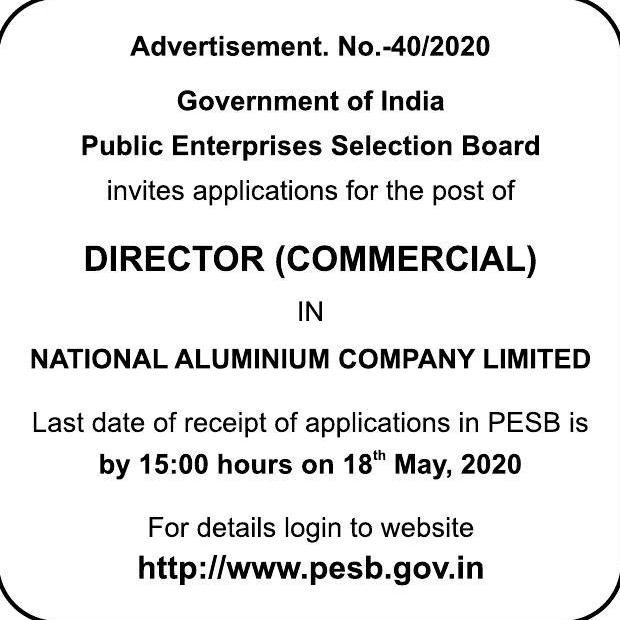 Advertisement. No.-40/2020
Government of India
Public Enterprises Selection Board
invites applications for the post of
DIRECTOR (COMMERCIAL)
IN
NATIONAL ALUMINIUM COMPANY LIMITED
Last date of receipt of applications in PESB is
by 15:00 hours on 18th May, 2020
For details login to website
http://www.pesb.gov.in